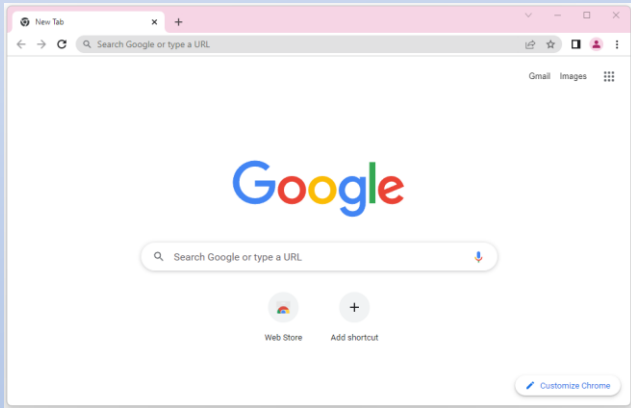 New Tab
Search Google or type a URL
Gmail Images
Google
Search Google or type a URL
Web Store Add shortcut
Customize Chrome